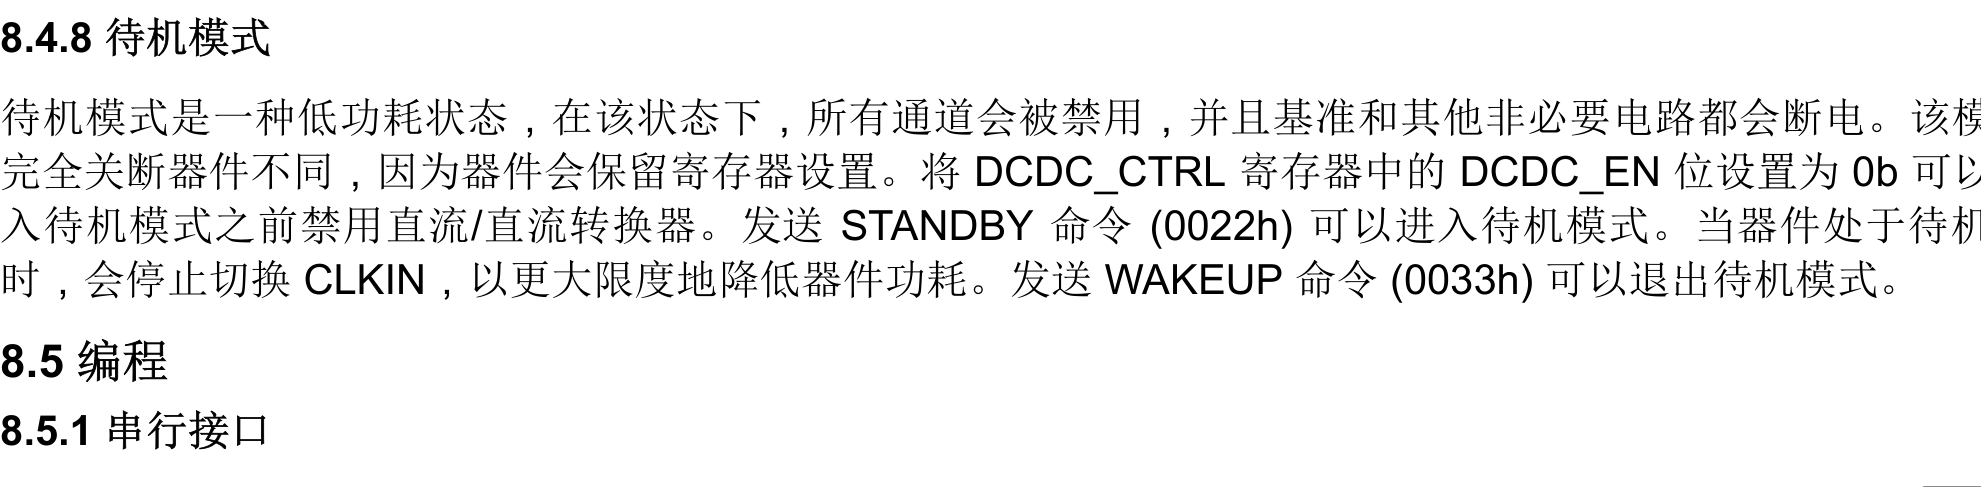 8.4.8 待机模式
待机模式是一种低功耗状态，在该状态下，所有通道会被禁用，并且基准和其他非必要电路都会断电。该模
完全关断器件不同，因为器件会保留寄存器设置。将 DCDC_CTRL 寄存器中的 DCDC_EN 位设置为 0b 可以
入待机模式之前禁用直流/直流转换器。发送 STANDBY 命令 (0022h) 可以进入待机模式。当器件处于待机
时，会停止切换 CLKIN，以更大限度地降低器件功耗。发送 WAKEUP 命令 (0033h) 可以退出待机模式。
8.5 编程
8.5.1 串行接口